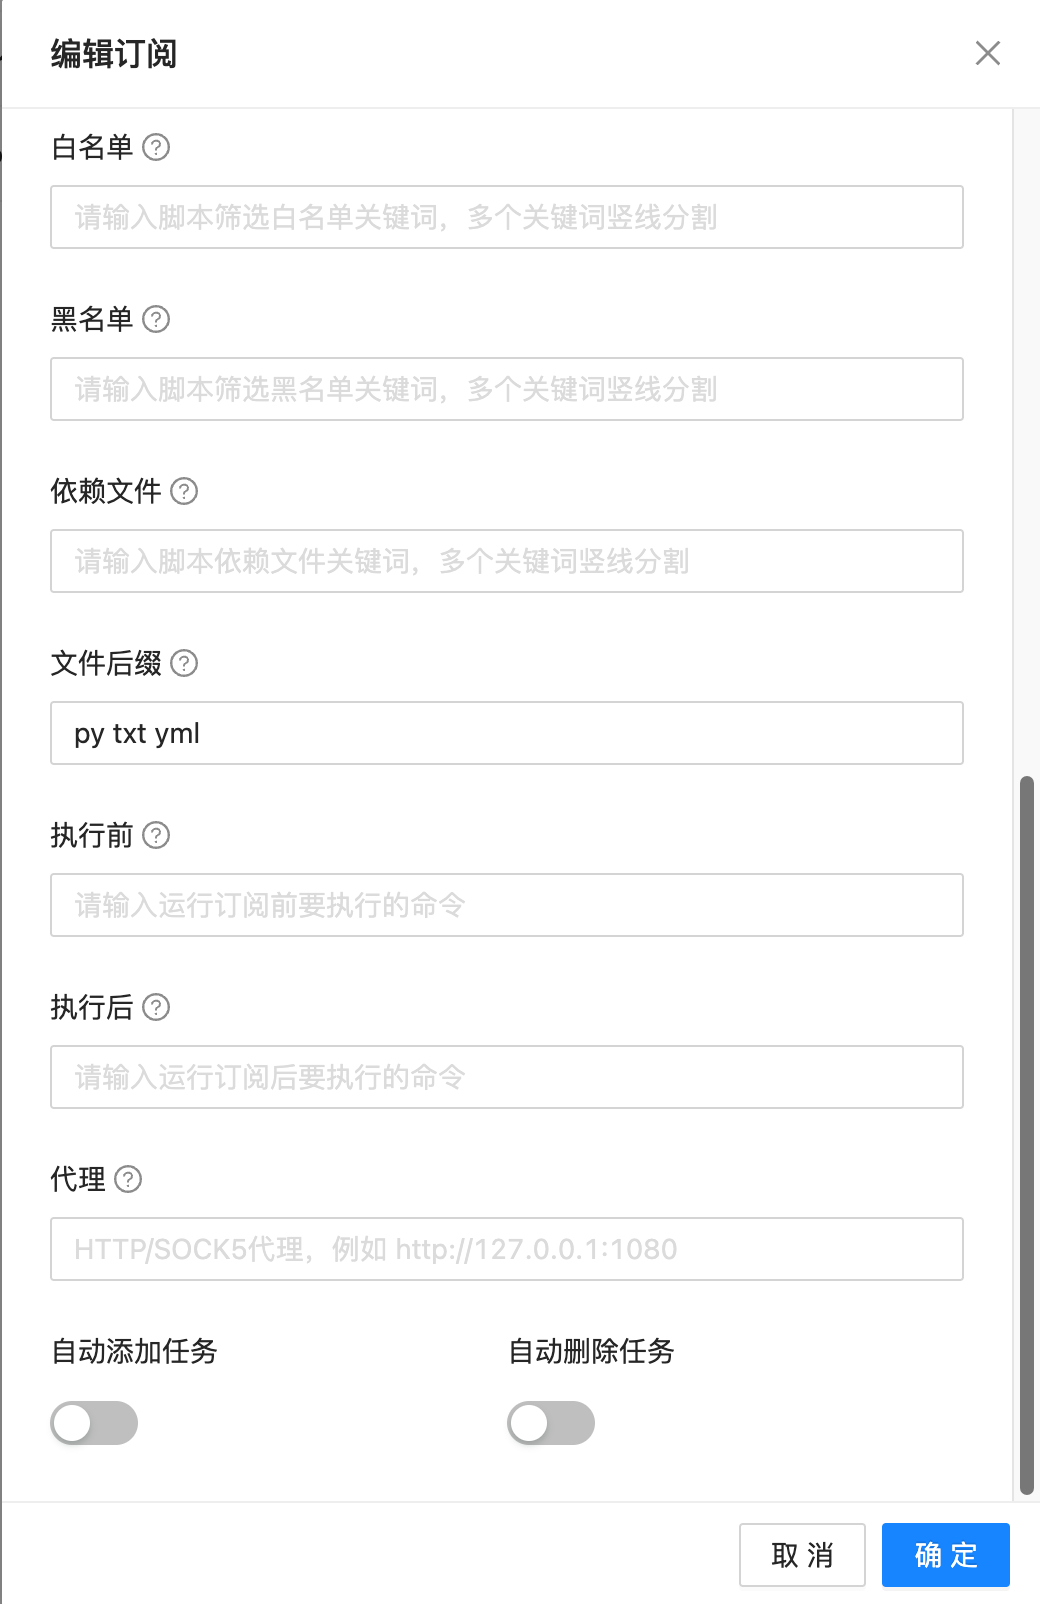 编辑订阅
白名单
请输入脚本筛选白名单关键词，多个关键词竖线分割
黑名单
请输入脚本筛选黑名单关键词，多个关键词竖线分割
依赖文件
请输入脚本依赖文件关键词，多个关键词竖线分割
文件后缀
py txt yml
执行前
请输入运行订阅前要执行的命令
执行后
请输入运行订阅后要执行的命令
代理
HTTP/SOCK5代理，例如 http://127.0.0.1:1080
自动添加任务 自动删除任务
取 消 确 定